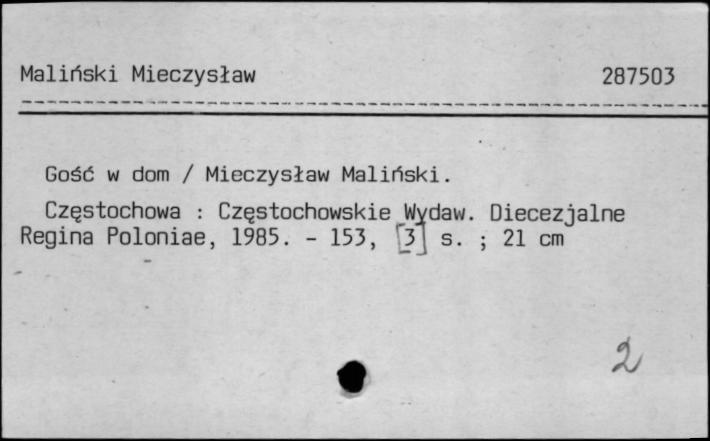 Maliński Mieczysław 287503
Gość w dom / Mieczysław Maliński.
Częstochowa : Częstochowskie Wydaw. Diecezjalne
Regina Poloniae, 1985. - 153, [3] s. ; 21 cm
2